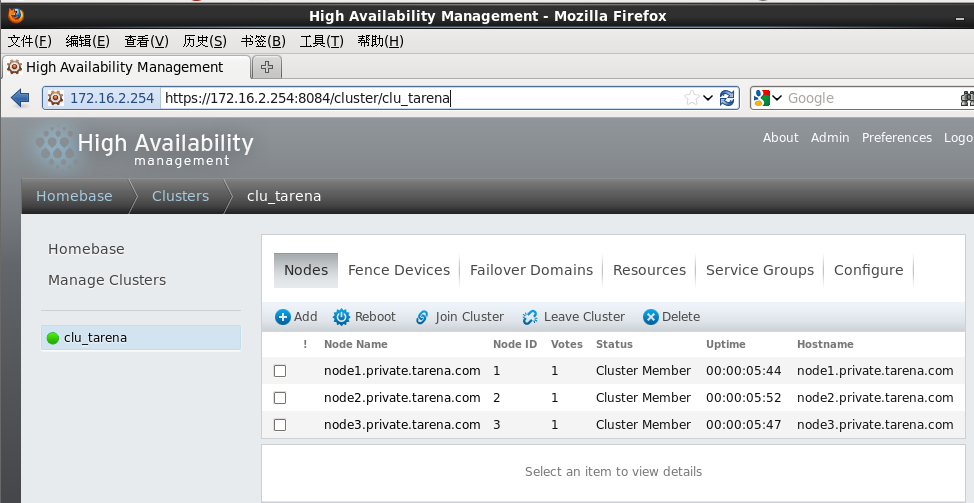 High Availability Management - Mozilla Firefox
文件(F) 编辑(E) 查看(V) 历史(S) 书签(B) 工具(T) 帮助(H)
High Availability Management
172.16.2.254 https://172.16.2.254:8084/cluster/clu_tarena Google
High Availability
management
About Admin Preferences Logo
Homebase Clusters clu_tarena
Homebase
Manage Clusters
clu_tarena
Nodes Fence Devices Failover Domains Resources Service Groups Configure
Add Reboot Join Cluster Leave Cluster Delete
! Node Name Node ID Votes Status Uptime Hostname
node1.private.tarena.com 1 1 Cluster Member 00:00:05:44 node1.private.tarena.com
node2.private.tarena.com 2 1 Cluster Member 00:00:05:52 node2.private.tarena.com
node3.private.tarena.com 3 1 Cluster Member 00:00:05:47 node3.private.tarena.com
Select an item to view details